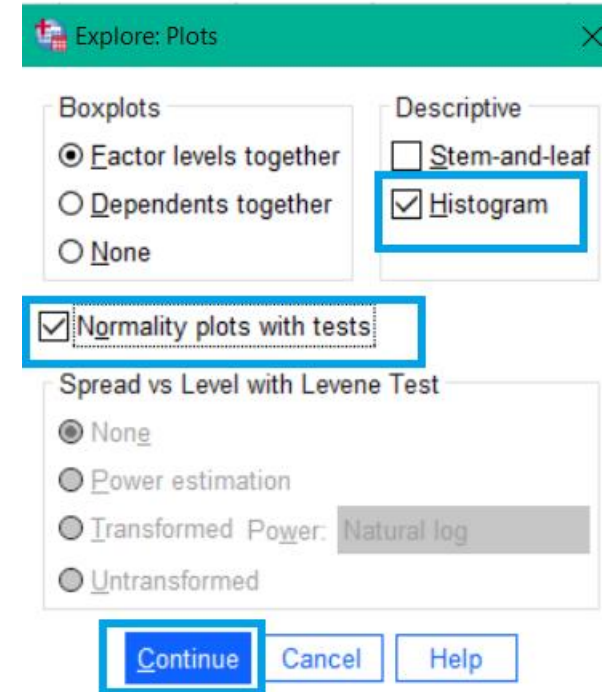 Explore: Plots
Boxplots
Factor levels together
Dependents together
None
Descriptive
Stem-and-leaf
Histogram
Normality plots with tests
Spread vs Level with Levene Test
None
Power estimation
Transformed Power: Natural log
Untransformed
Continue Cancel Help